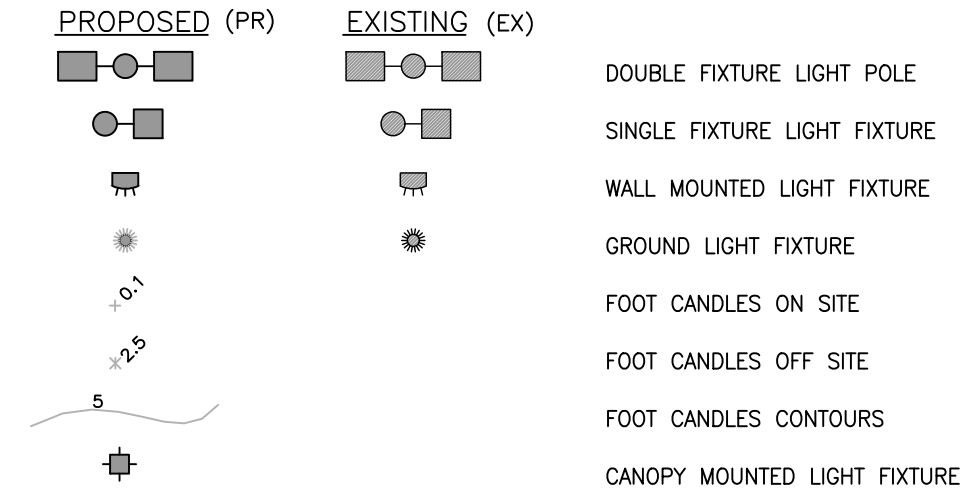 PROPOSED (PR) EXISTING (EX)
DOUBLE FIXTURE LIGHT POLE
SINGLE FIXTURE LIGHT FIXTURE
WALL MOUNTED LIGHT FIXTURE
GROUND LIGHT FIXTURE
0.1 FOOT CANDLES ON SITE
2.5 FOOT CANDLES OFF SITE
5 FOOT CANDLES CONTOURS
CANOPY MOUNTED LIGHT FIXTURE